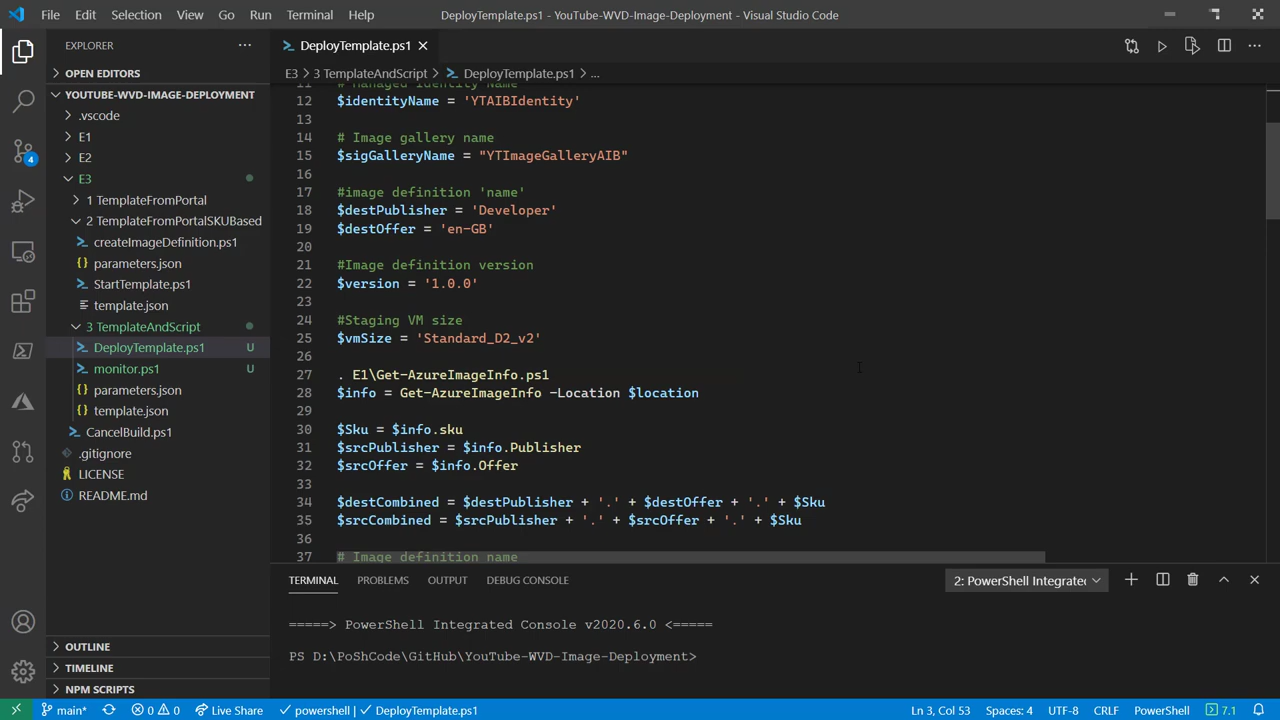 File Edit Selection View Go Run Terminal Help DeployTemplate.ps1 - YouTube-WVD-Image-Deployment - Visual Studio Code
EXPLORER
OPEN EDITORS
YOUTUBE-WVD-IMAGE-DEPLOYMENT
.vscode
E1
E2
E3
1 TemplateFromPortal
2 TemplateFromPortalSKUBased
createImageDefinition.ps1
parameters.json
StartTemplate.ps1
template.json
3 TemplateAndScript
DeployTemplate.ps1 U
monitor.ps1 U
parameters.json
template.json
CancelBuild.ps1
.gitignore
LICENSE
README.md
OUTLINE
TIMELINE
NPM SCRIPTS
4
DeployTemplate.ps1
E3 > 3 TemplateAndScript > DeployTemplate.ps1 > ...
11 # Managed Identity Name
12 $identityName = 'YTAIBIdentity'
13
14 # Image gallery name
15 $sigGalleryName = "YTImageGalleryAIB"
16
17 #image definition 'name'
18 $destPublisher = 'Developer'
19 $destOffer = 'en-GB'
20
21 #Image definition version
22 $version = '1.0.0'
23
24 #Staging VM size
25 $vmSize = 'Standard_D2_v2'
26
27 . E1\Get-AzureImageInfo.ps1
28 $info = Get-AzureImageInfo -Location $location
29
30 $Sku = $info.sku
31 $srcPublisher = $info.Publisher
32 $srcOffer = $info.Offer
33
34 $destCombined = $destPublisher + '.' + $destOffer + '.' + $Sku
35 $srcCombined = $srcPublisher + '.' + $srcOffer + '.' + $Sku
36
37 # Image definition name
TERMINAL PROBLEMS OUTPUT DEBUG CONSOLE 2: PowerShell Integrated
=====> PowerShell Integrated Console v2020.6.0 <=====
PS D:\PoShCode\GitHub\YouTube-WVD-Image-Deployment>
main* 0 0 Live Share powershell | DeployTemplate.ps1 Ln 3, Col 53 Spaces: 4 UTF-8 CRLF PowerShell 7.1